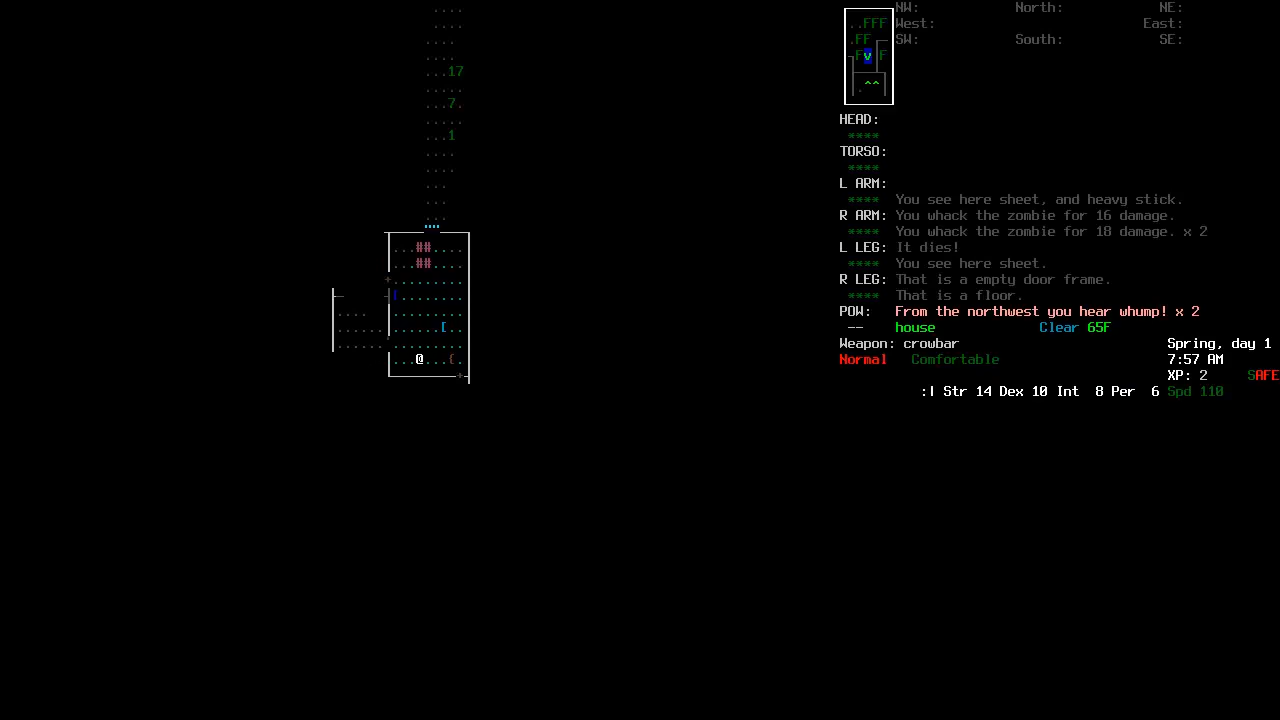 NW: North: NE:
West: East:
SW: South: SE:
..FFF
.FF
F v F
^^
....
....
....
....
...17
.....
...7.
.....
...1
....
....
...
...
...
...##....
...##....
+.........
.........
......[..
@...[.
HEAD:
****
TORSO:
****
L ARM:
**** You see here sheet, and heavy stick.
R ARM: You whack the zombie for 16 damage.
**** You whack the zombie for 18 damage. x 2
L LEG: It dies!
**** You see here sheet.
R LEG: That is a empty door frame.
**** That is a floor.
POW: From the northwest you hear whump! x 2
-- house Clear 65F
Weapon: crowbar Spring, day 1
Normal Comfortable 7:57 AM
XP: 2 SAFE
:| Str 14 Dex 10 Int 8 Per 6 Spd 110